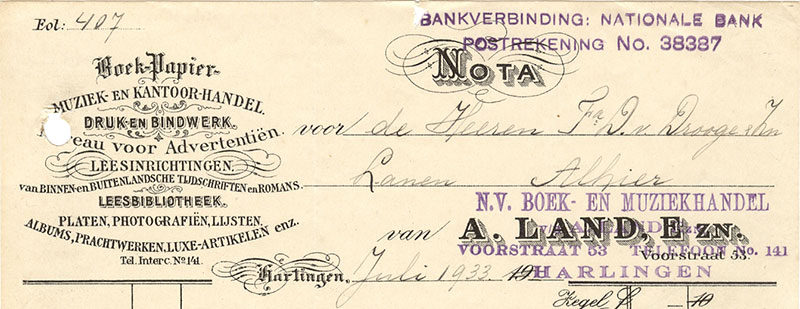 Fol: 407
BANKVERBINDING: NATIONALE BANK
POSTREKENING No. 38387
Boek-Papier-
MUZIEK- EN KANTOOR-HANDEL.
DRUK-EN BINDWERK.
eau voor Advertentiën.
LEESINRICHTINGEN,
van BINNEN-en BUITENLANDSCHE TIJDSCHRIFTEN en ROMANS.
LEESBIBLIOTHEEK.
PLATEN, PHOTOGRAFIËN, LIJSTEN.
ALBUMS, PRACHTWERKEN, LUXE-ARTIKELEN enz.
Tel. Interc. No. 141.
NOTA
voor de Heeren Fa D. v. Drooge & Zn
Lanen Alhier
N.V. BOEK- EN MUZIEKHANDEL
van A. LAND, EZN.
VOORSTRAAT 53 TELEFOON No. 141
Voorstraat 53.
HARLINGEN
Harlingen, Juli 1933 19
Zegel f